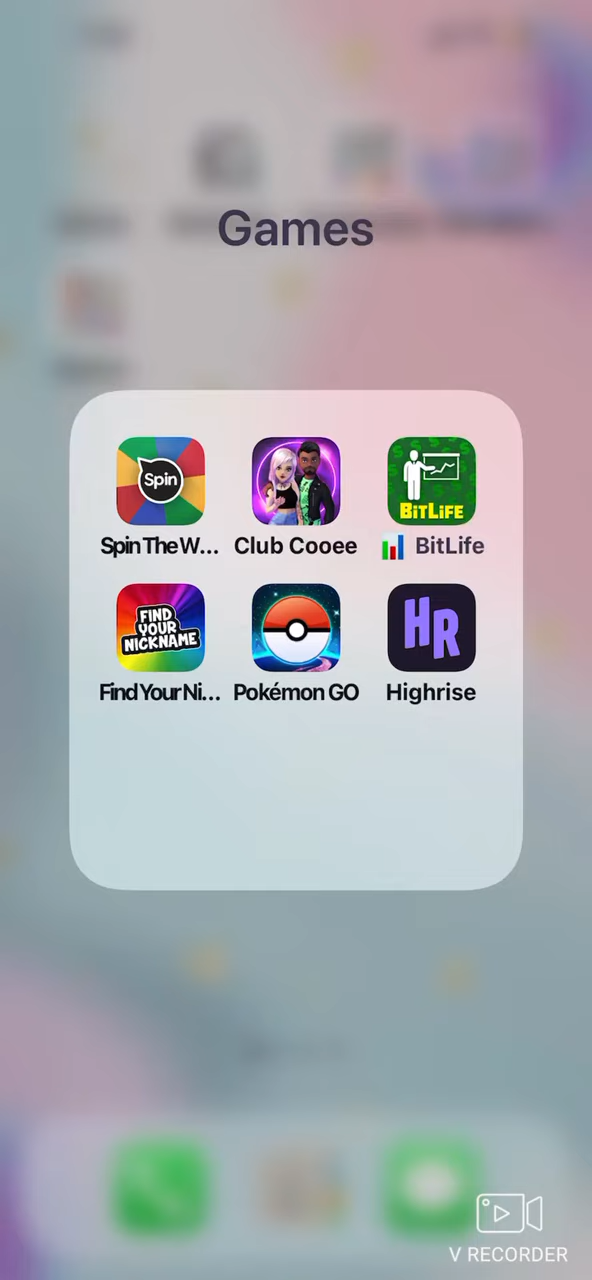 Games
Spin
Spin The W...
Club Cooee
BITLIFE
BitLife
FIND
YOUR
NICKNAME
Find Your Ni...
Pokémon GO
HR
Highrise
V RECORDER